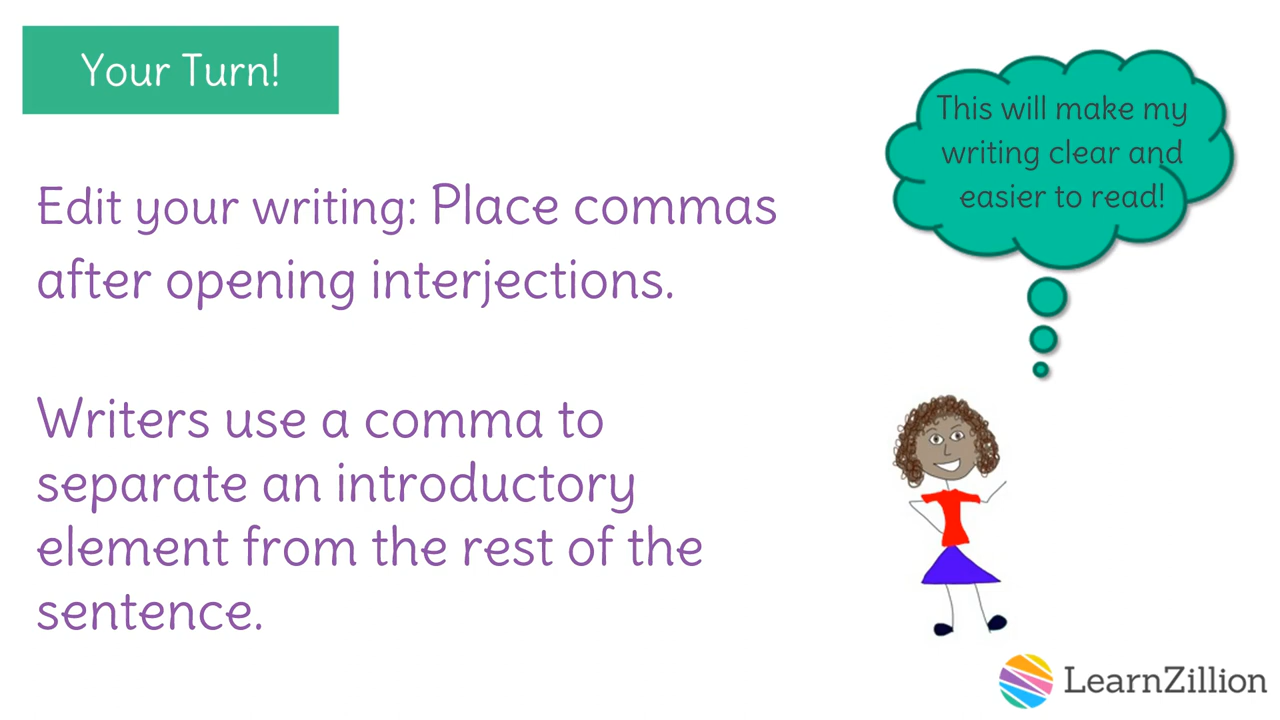 Your Turn!
Edit your writing: Place commas
after opening interjections.
Writers use a comma to
separate an introductory
element from the rest of the
sentence.
This will make my
writing clear and
easier to read!
LearnZillion